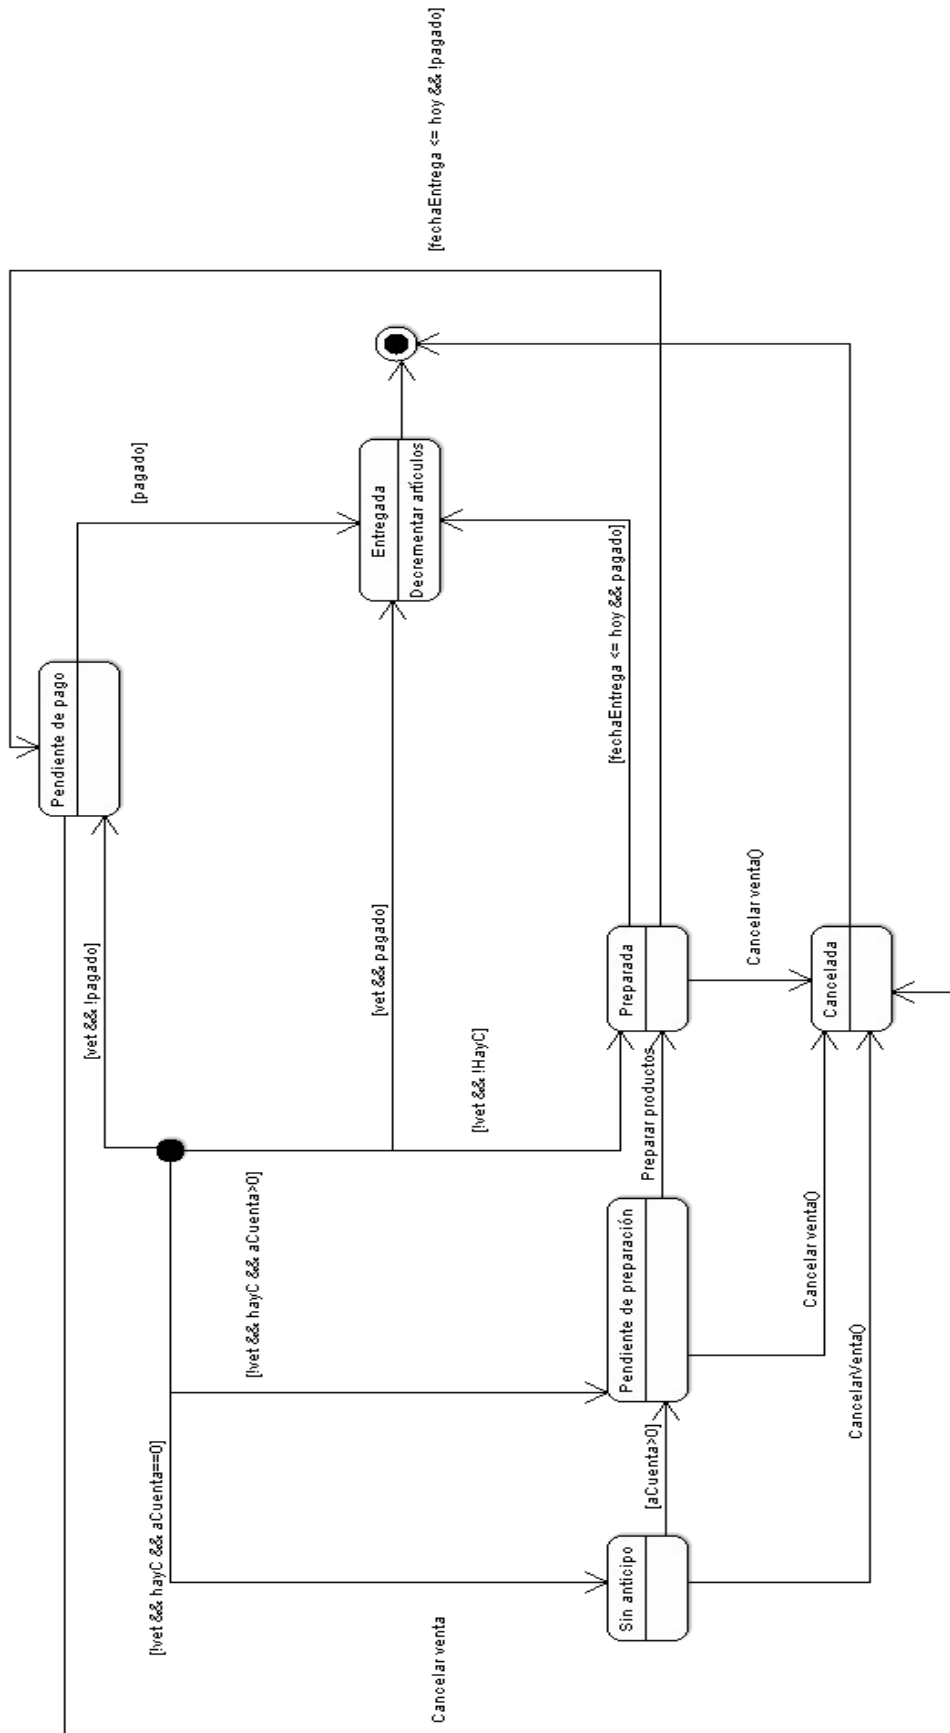 Cancelar venta
[!vet && hayC && aCuenta==0]
[!vet && hayC && aCuenta>0]
[vet && !pagado]
Pendiente de pago
[pagado]
[fechaEntrega <= hoy && !pagado]
[vet && pagado]
Entregada
Decrementar artículos
[!vet && !HayC]
[fechaEntrega <= hoy && pagado]
Sin anticipo
[aCuenta>0]
Pendiente de preparación
Preparar productos
Preparada
Cancelar venta()
Cancelar venta()
CancelarVenta()
Cancelada